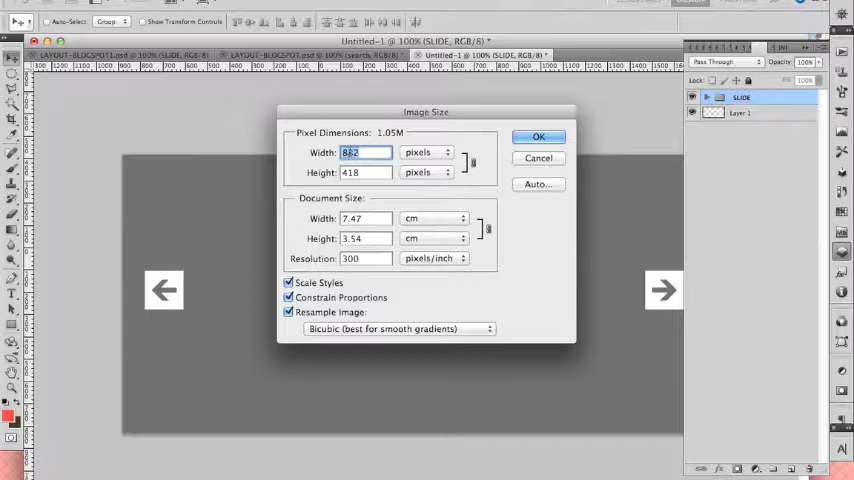 Auto-Select:
Group
Show Transform Controls
Untitled-1 @ 100% (SLIDE, RGB/8) *
LAYOUT-BLOGSPOT1.psd @ 100% (SLIDE, RGB/8)
LAYOUT-BLOGSPOT.psd @ 100% (search, RGB/8) *
Untitled-1 @ 100% (SLIDE, RGB/8) *
Pass Through
Opacity: 100%
Lock:
100%
SLIDE
Layer 1
Image Size
Pixel Dimensions: 1.05M
Width: 882 pixels
Height: 418 pixels
Document Size:
Width: 7.47 cm
Height: 3.54 cm
Resolution: 300 pixels/inch
Scale Styles
Constrain Proportions
Resample Image:
Bicubic (best for smooth gradients)
OK
Cancel
Auto...